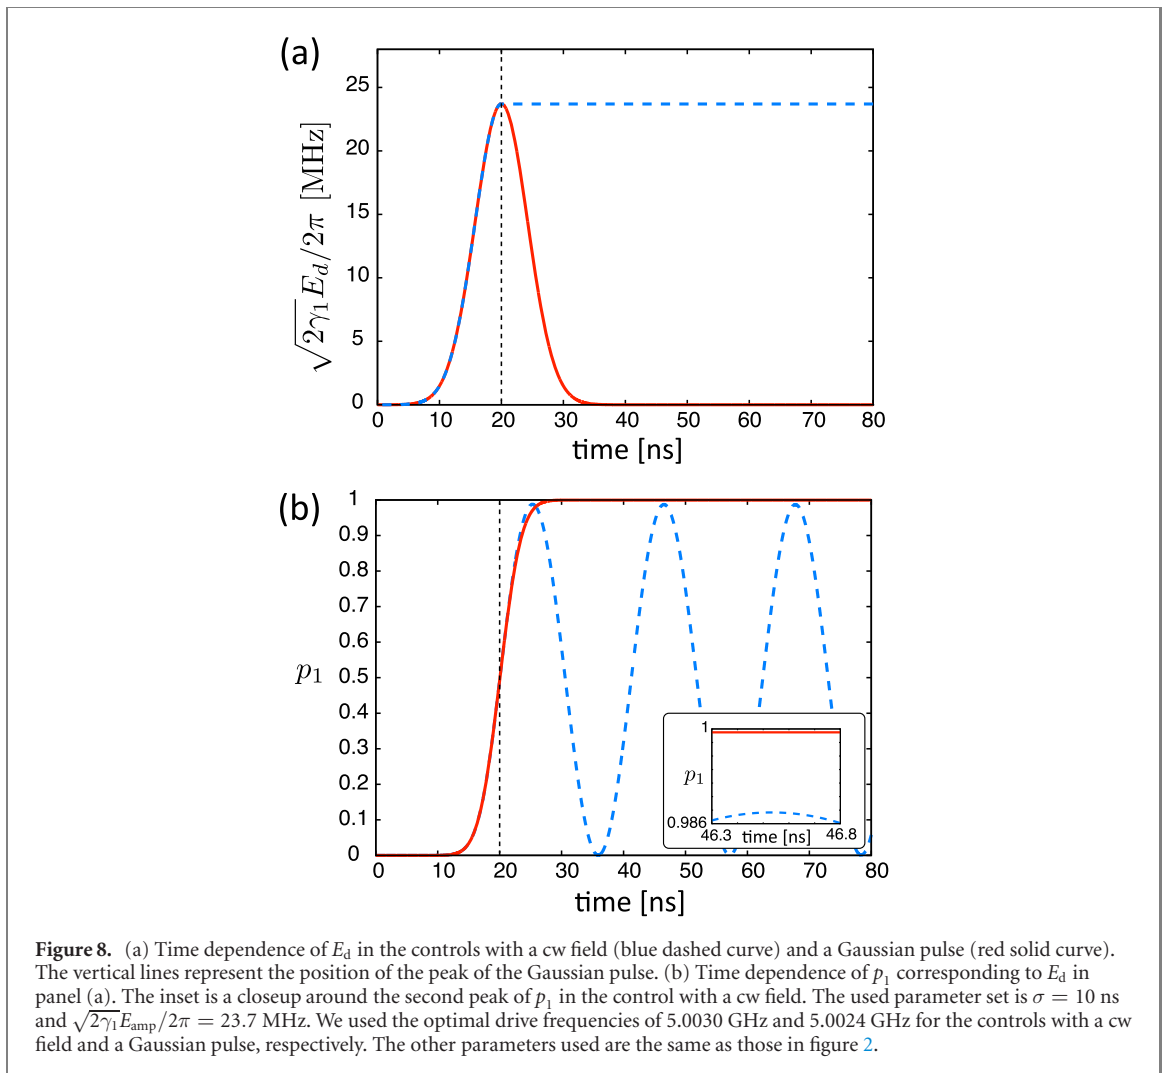 (a)
25
20
15
10
5
0
√2γ₁E_d/2π [MHz]
0 10 20 30 40 50 60 70 80
time [ns]
(b)
1
0.9
0.8
0.7
0.6
0.5
0.4
0.3
0.2
0.1
0
p₁
1
p₁
0.986
46.3 time [ns] 46.8
0 10 20 30 40 50 60 70 80
time [ns]
Figure 8. (a) Time dependence of E_d in the controls with a cw field (blue dashed curve) and a Gaussian pulse (red solid curve).
The vertical lines represent the position of the peak of the Gaussian pulse. (b) Time dependence of p₁ corresponding to E_d in
panel (a). The inset is a closeup around the second peak of p₁ in the control with a cw field. The used parameter set is σ = 10 ns
and √2γ₁E_amp/2π = 23.7 MHz. We used the optimal drive frequencies of 5.0030 GHz and 5.0024 GHz for the controls with a cw
field and a Gaussian pulse, respectively. The other parameters used are the same as those in figure 2.